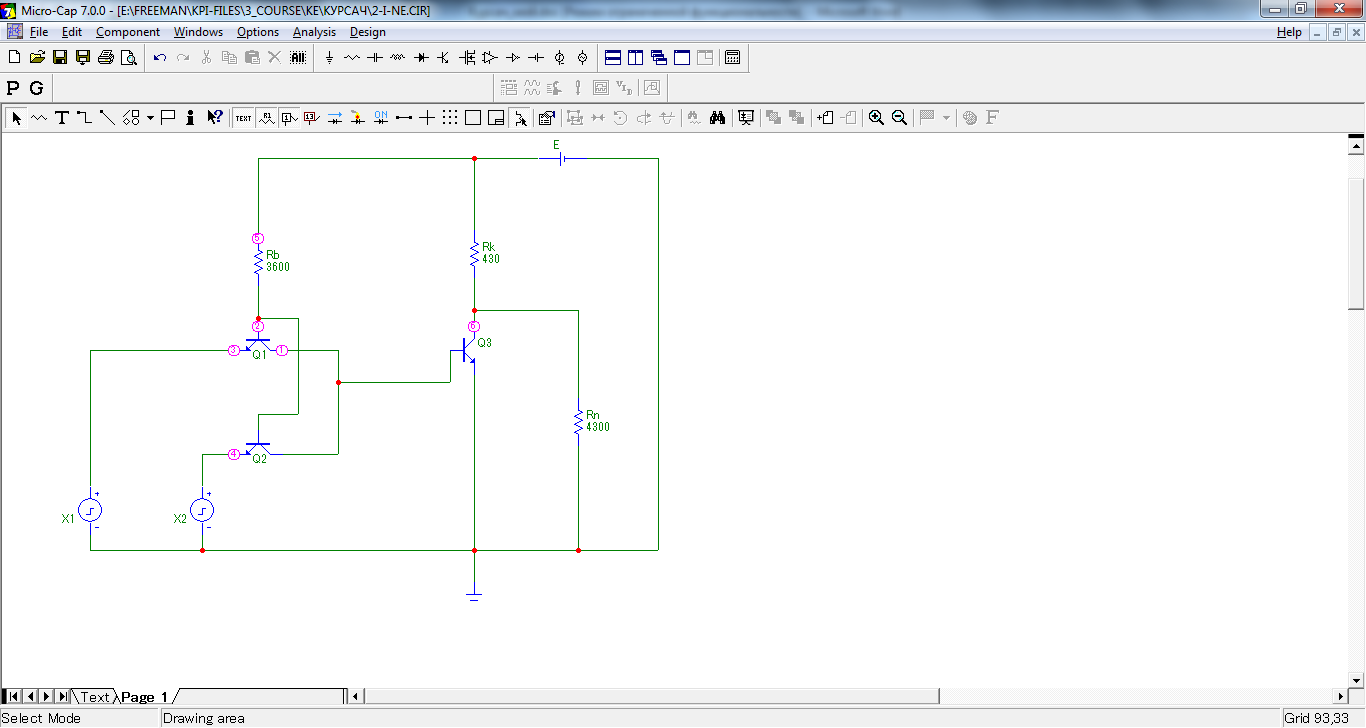 Micro-Cap 7.0.0 - [E:\FREEMAN\KPI-FILES\3_COURSE\KE\КУРСАЧ\2-I-NE.CIR]
File Edit Component Windows Options Analysis Design Help
P G
TEXT
E
5
Rb
3600
Rk
430
2
6
3
1
Q1
Q3
Rn
4300
4
Q2
+
+
X1
X2
-
-
Text Page 1
Select Mode Drawing area Grid 93,33